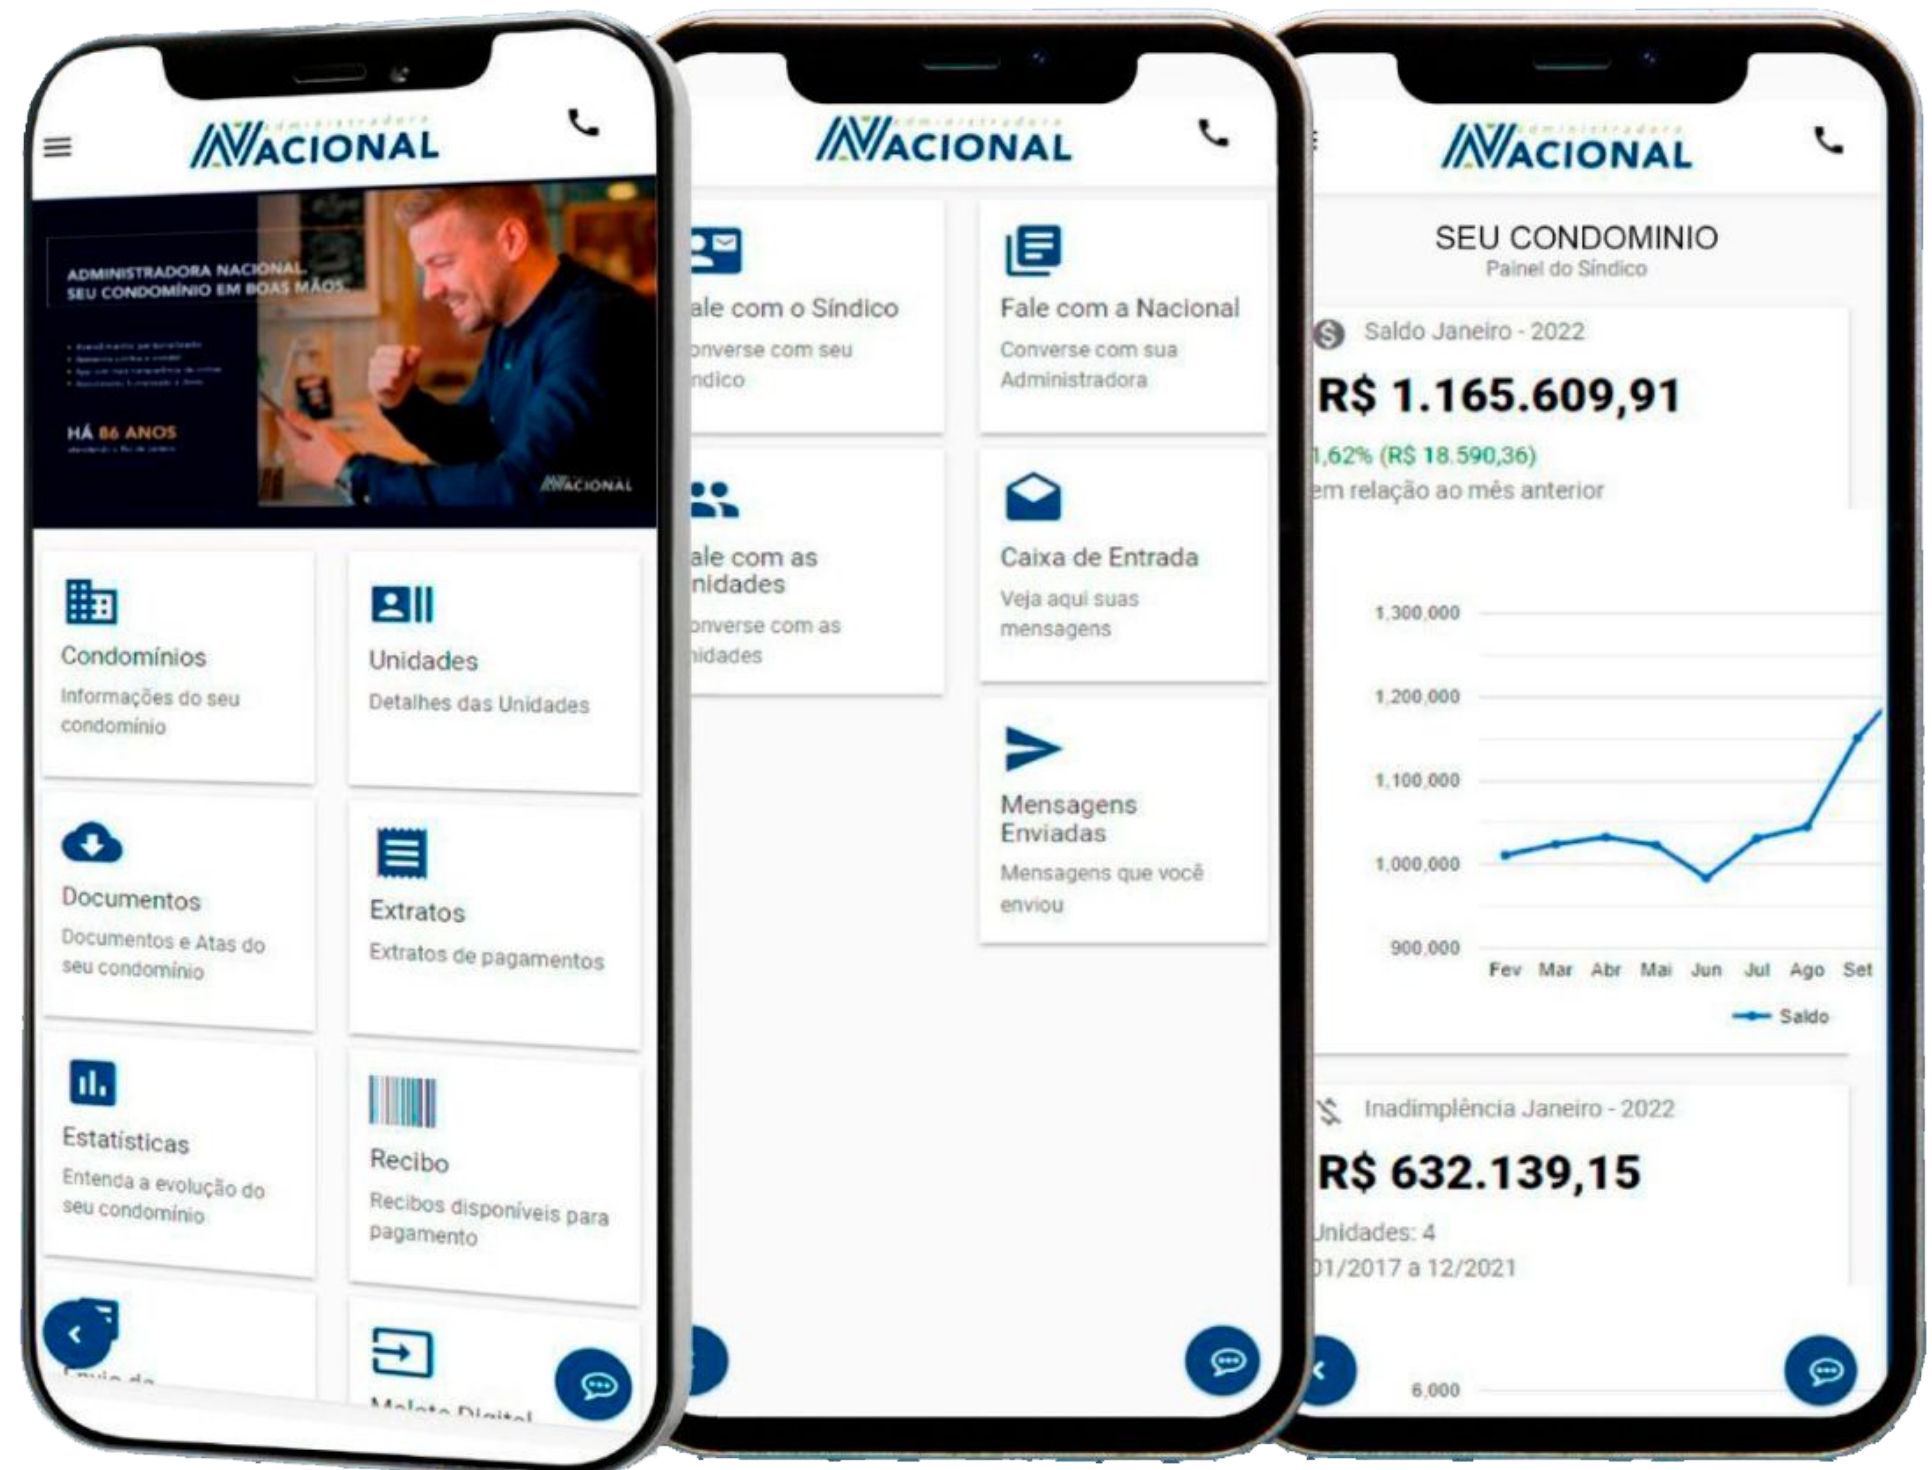 administradora
NACIONAL
ADMINISTRADORA NACIONAL.
SEU CONDOMÍNIO EM BOAS MÃOS.
HÁ 86 ANOS
NACIONAL
Condomínios
Informações do seu
condomínio
Unidades
Detalhes das Unidades
Documentos
Documentos e Atas do
seu condomínio
Extratos
Extratos de pagamentos
Estatísticas
Entenda a evolução do
seu condomínio
Recibo
Recibos disponíveis para
pagamento
Envio de
Malote Digital
administradora
NACIONAL
ale com o Síndico
onverse com seu
ndico
Fale com a Nacional
Converse com sua
Administradora
ale com as
nidades
onverse com as
nidades
Caixa de Entrada
Veja aqui suas
mensagens
Mensagens
Enviadas
Mensagens que você
enviou
administradora
NACIONAL
SEU CONDOMINIO
Painel do Síndico
Saldo Janeiro - 2022
R$ 1.165.609,91
1,62% (R$ 18.590,36)
em relação ao mês anterior
1,300,000
1,200,000
1,100,000
1,000,000
900,000
Fev Mar Abr Mai Jun Jul Ago Set
Saldo
Inadimplência Janeiro - 2022
R$ 632.139,15
Unidades: 4
01/2017 a 12/2021
6,000